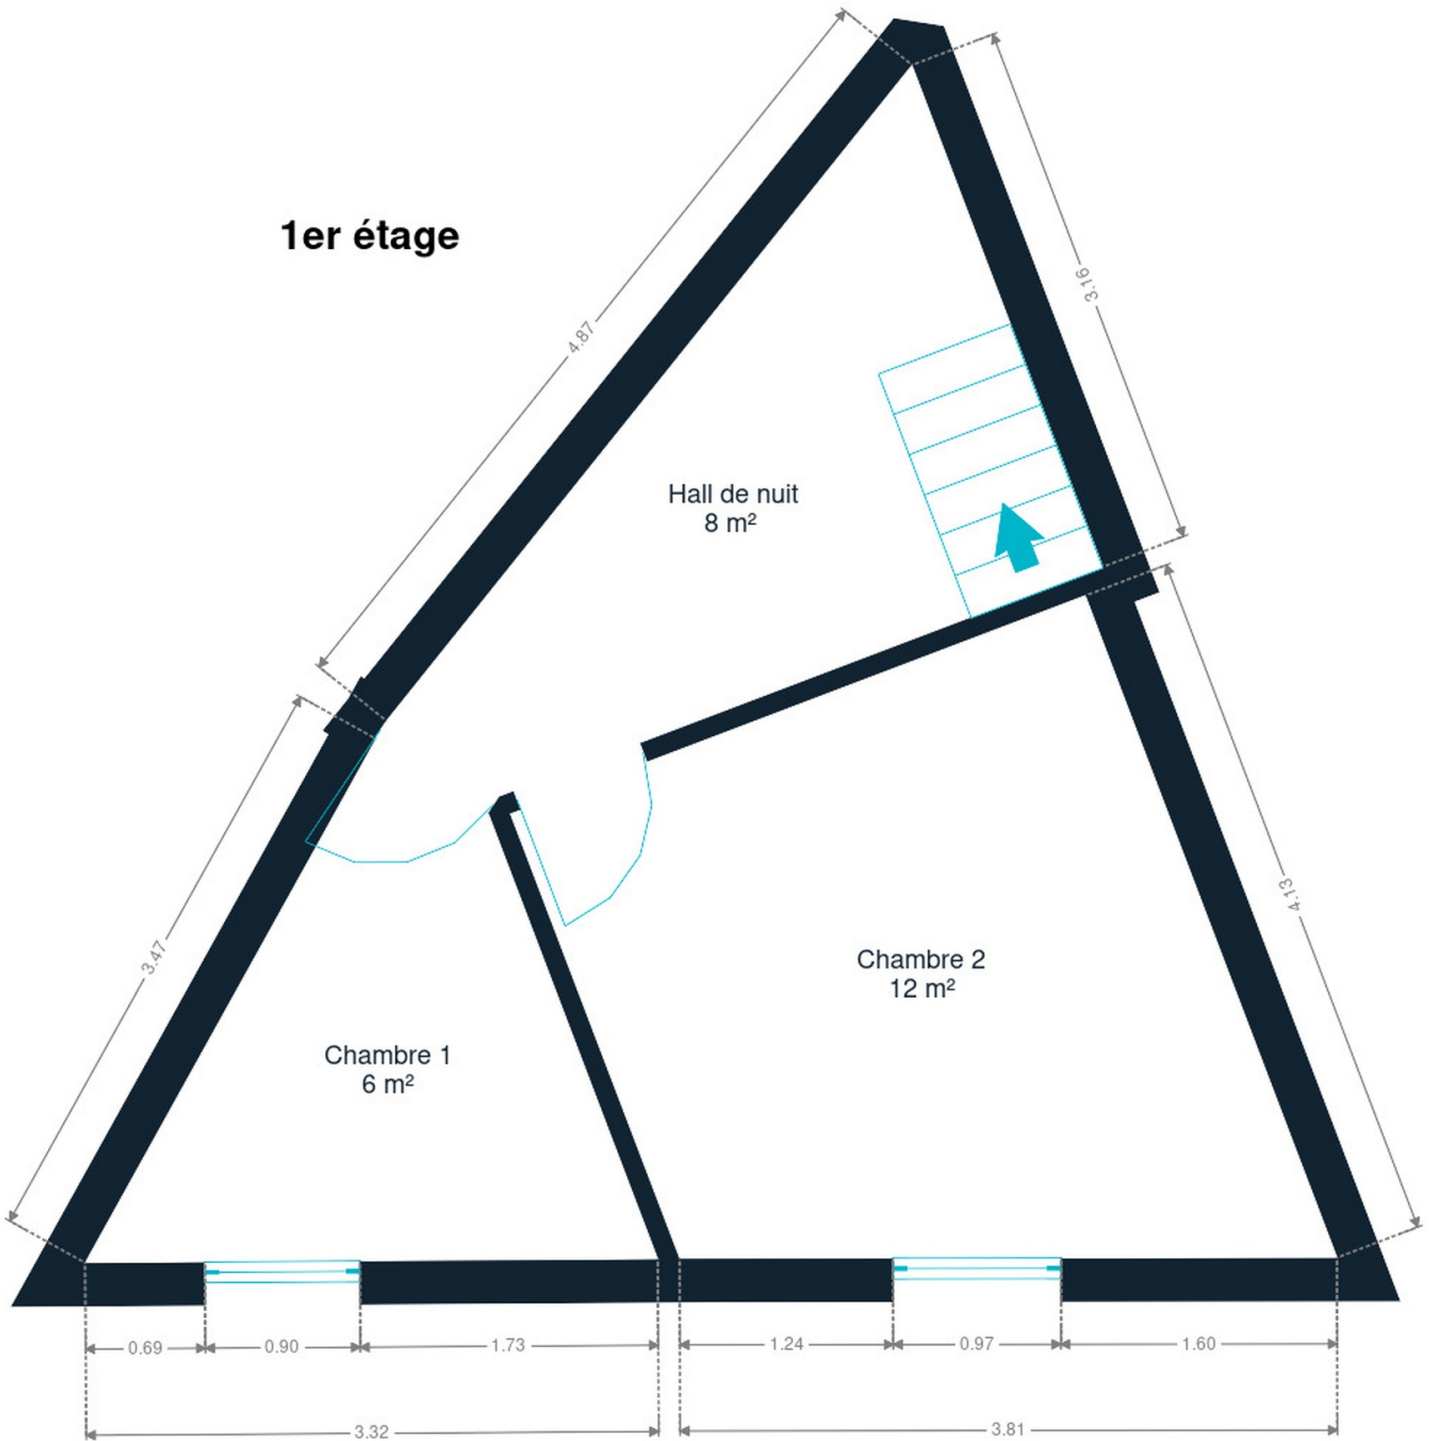 1er étage
3.16
4.87
Hall de nuit
8 m²
4.13
3.47
Chambre 2
12 m²
Chambre 1
6 m²
0.69
0.90
1.73
1.24
0.97
1.60
3.32
3.81